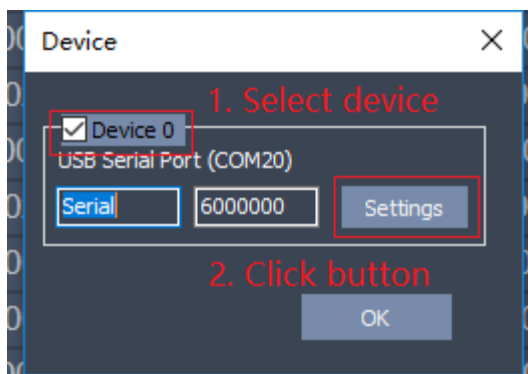 Device
1. Select device
Device 0
USB Serial Port (COM20)
Serial 6000000 Settings
2. Click button
OK